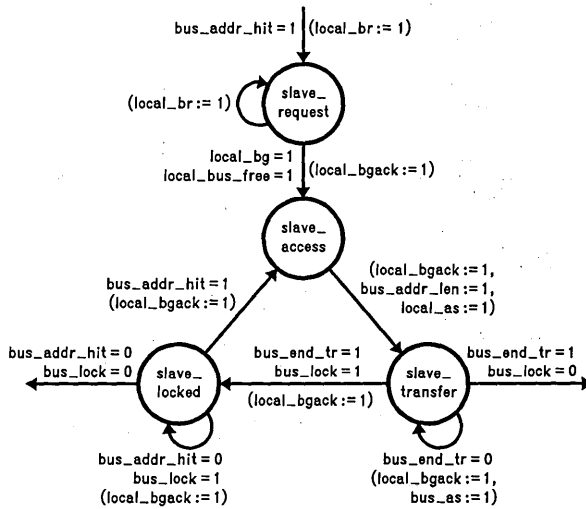 bus_addr_hit = 1 (local_br := 1)
slave_
request
(local_br := 1)
local_bg = 1
local_bus_free = 1
(local_bgack := 1)
slave_
access
bus_addr_hit = 1
(local_bgack := 1)
(local_bgack := 1,
bus_addr_len := 1,
local_as := 1)
bus_addr_hit = 0
bus_lock = 0
slave_
locked
bus_end_tr = 1
bus_lock = 1
(local_bgack := 1)
slave_
transfer
bus_end_tr = 1
bus_lock = 0
bus_addr_hit = 0
bus_lock = 1
(local_bgack := 1)
bus_end_tr = 0
(local_bgack := 1,
bus_as := 1)